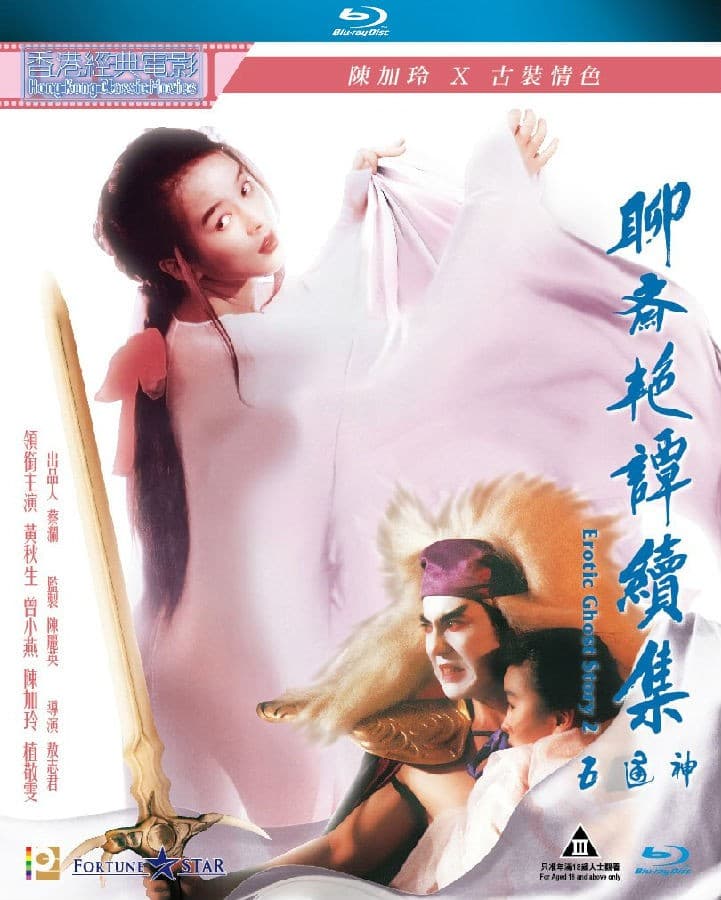 Blu-ray Disc
香港經典電影
Hong Kong Classic Movies
陳加玲 X 古裝情色
聊齋艳譚續集
Erotic Ghost Story 2
五通神
出品人 蔡瀾 監製 陳麗英 導演 敖志君
領銜主演 黃秋生 曾小燕 陳加玲 植敬雯
FORTUNE STAR
III
只准年滿18歲人士觀看
For Aged 18 and above only
Blu-ray Disc